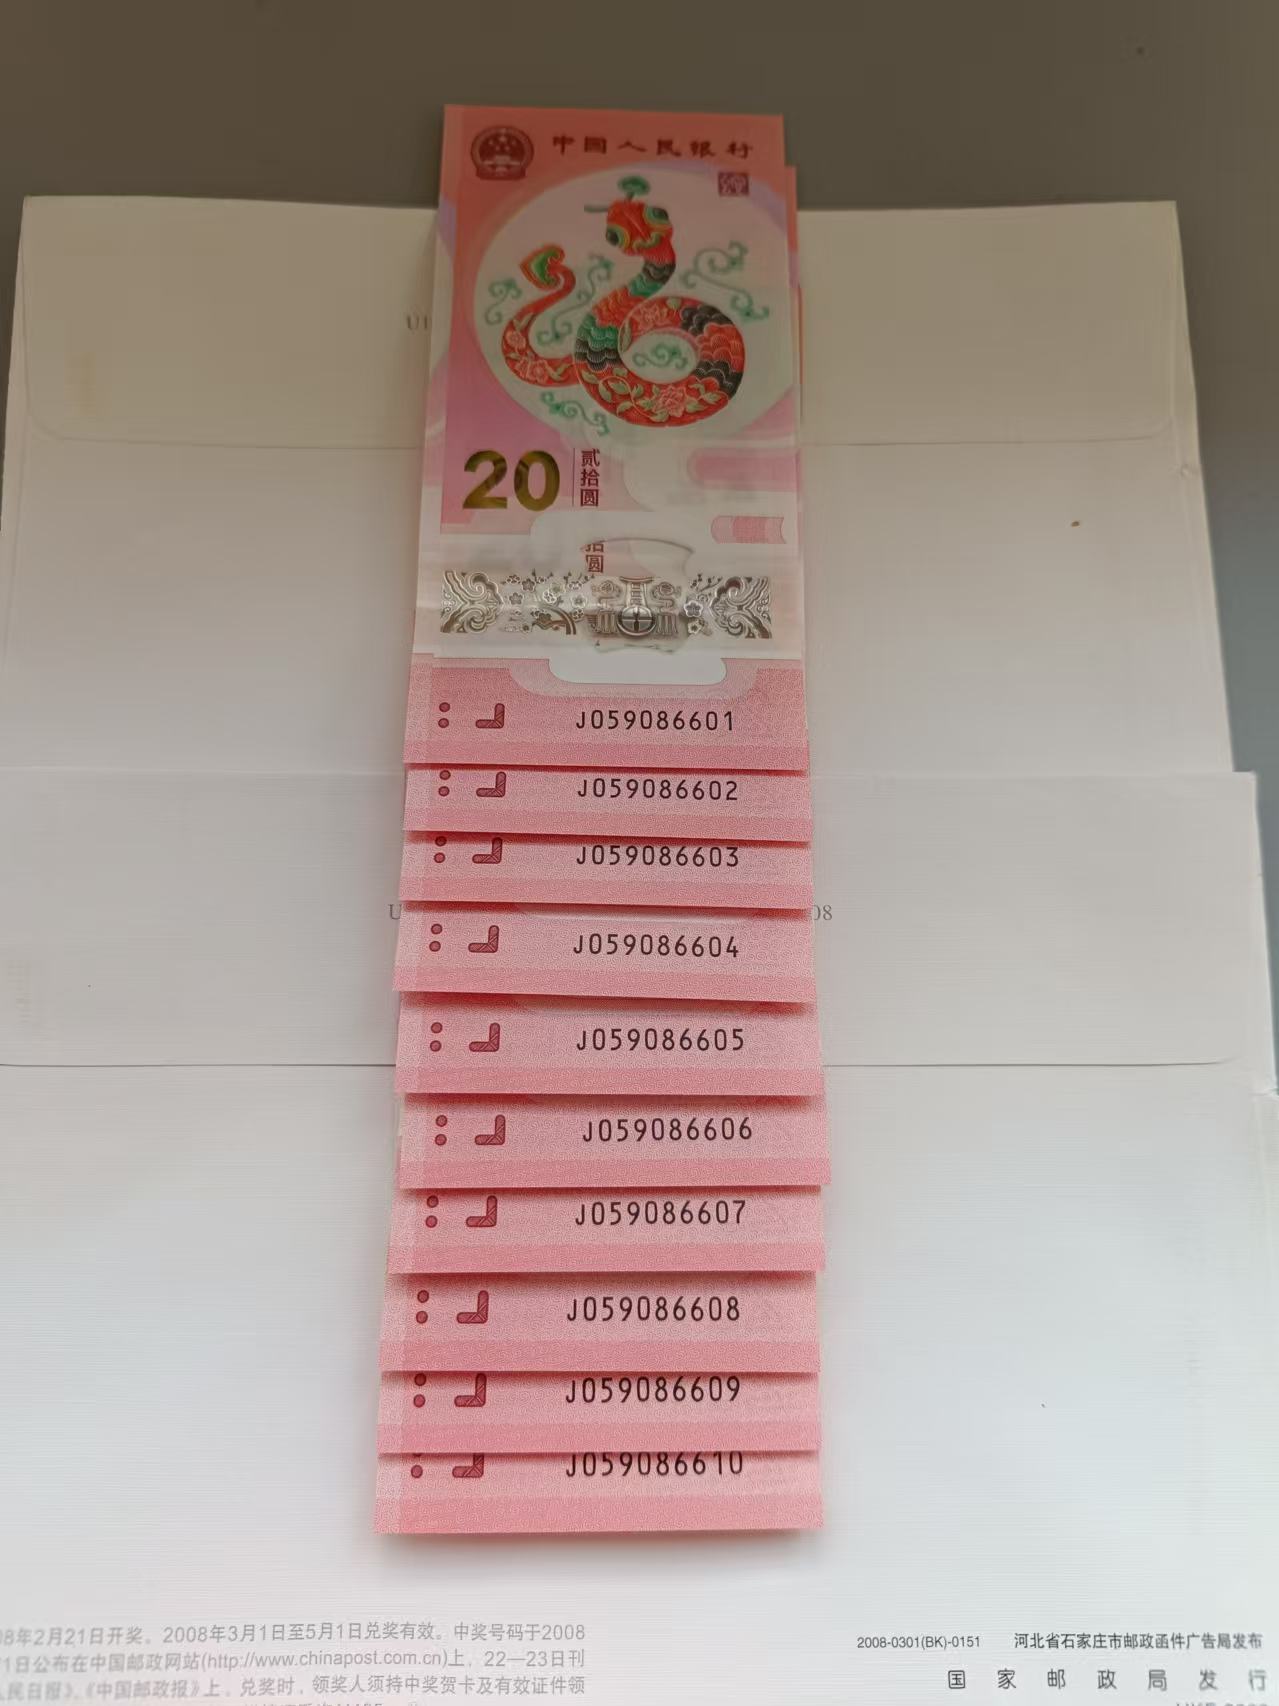 中国人民银行
20
贰拾圆
拾圆
J059086601
J059086602
J059086603
J059086604
J059086605
J059086606
J059086607
J059086608
J059086609
J059086610
08
8年2月21日开奖。2008年3月1日至5月1日兑奖有效。中奖号码于2008
1日公布在中国邮政网站(http://www.chinapost.com.cn)上，22—23日刊
人民日报》、《中国邮政报》上，兑奖时，领奖人须持中奖贺卡及有效证件领
2008-0301(BK)-0151 河北省石家庄市邮政函件广告局发布
国家邮政局发行